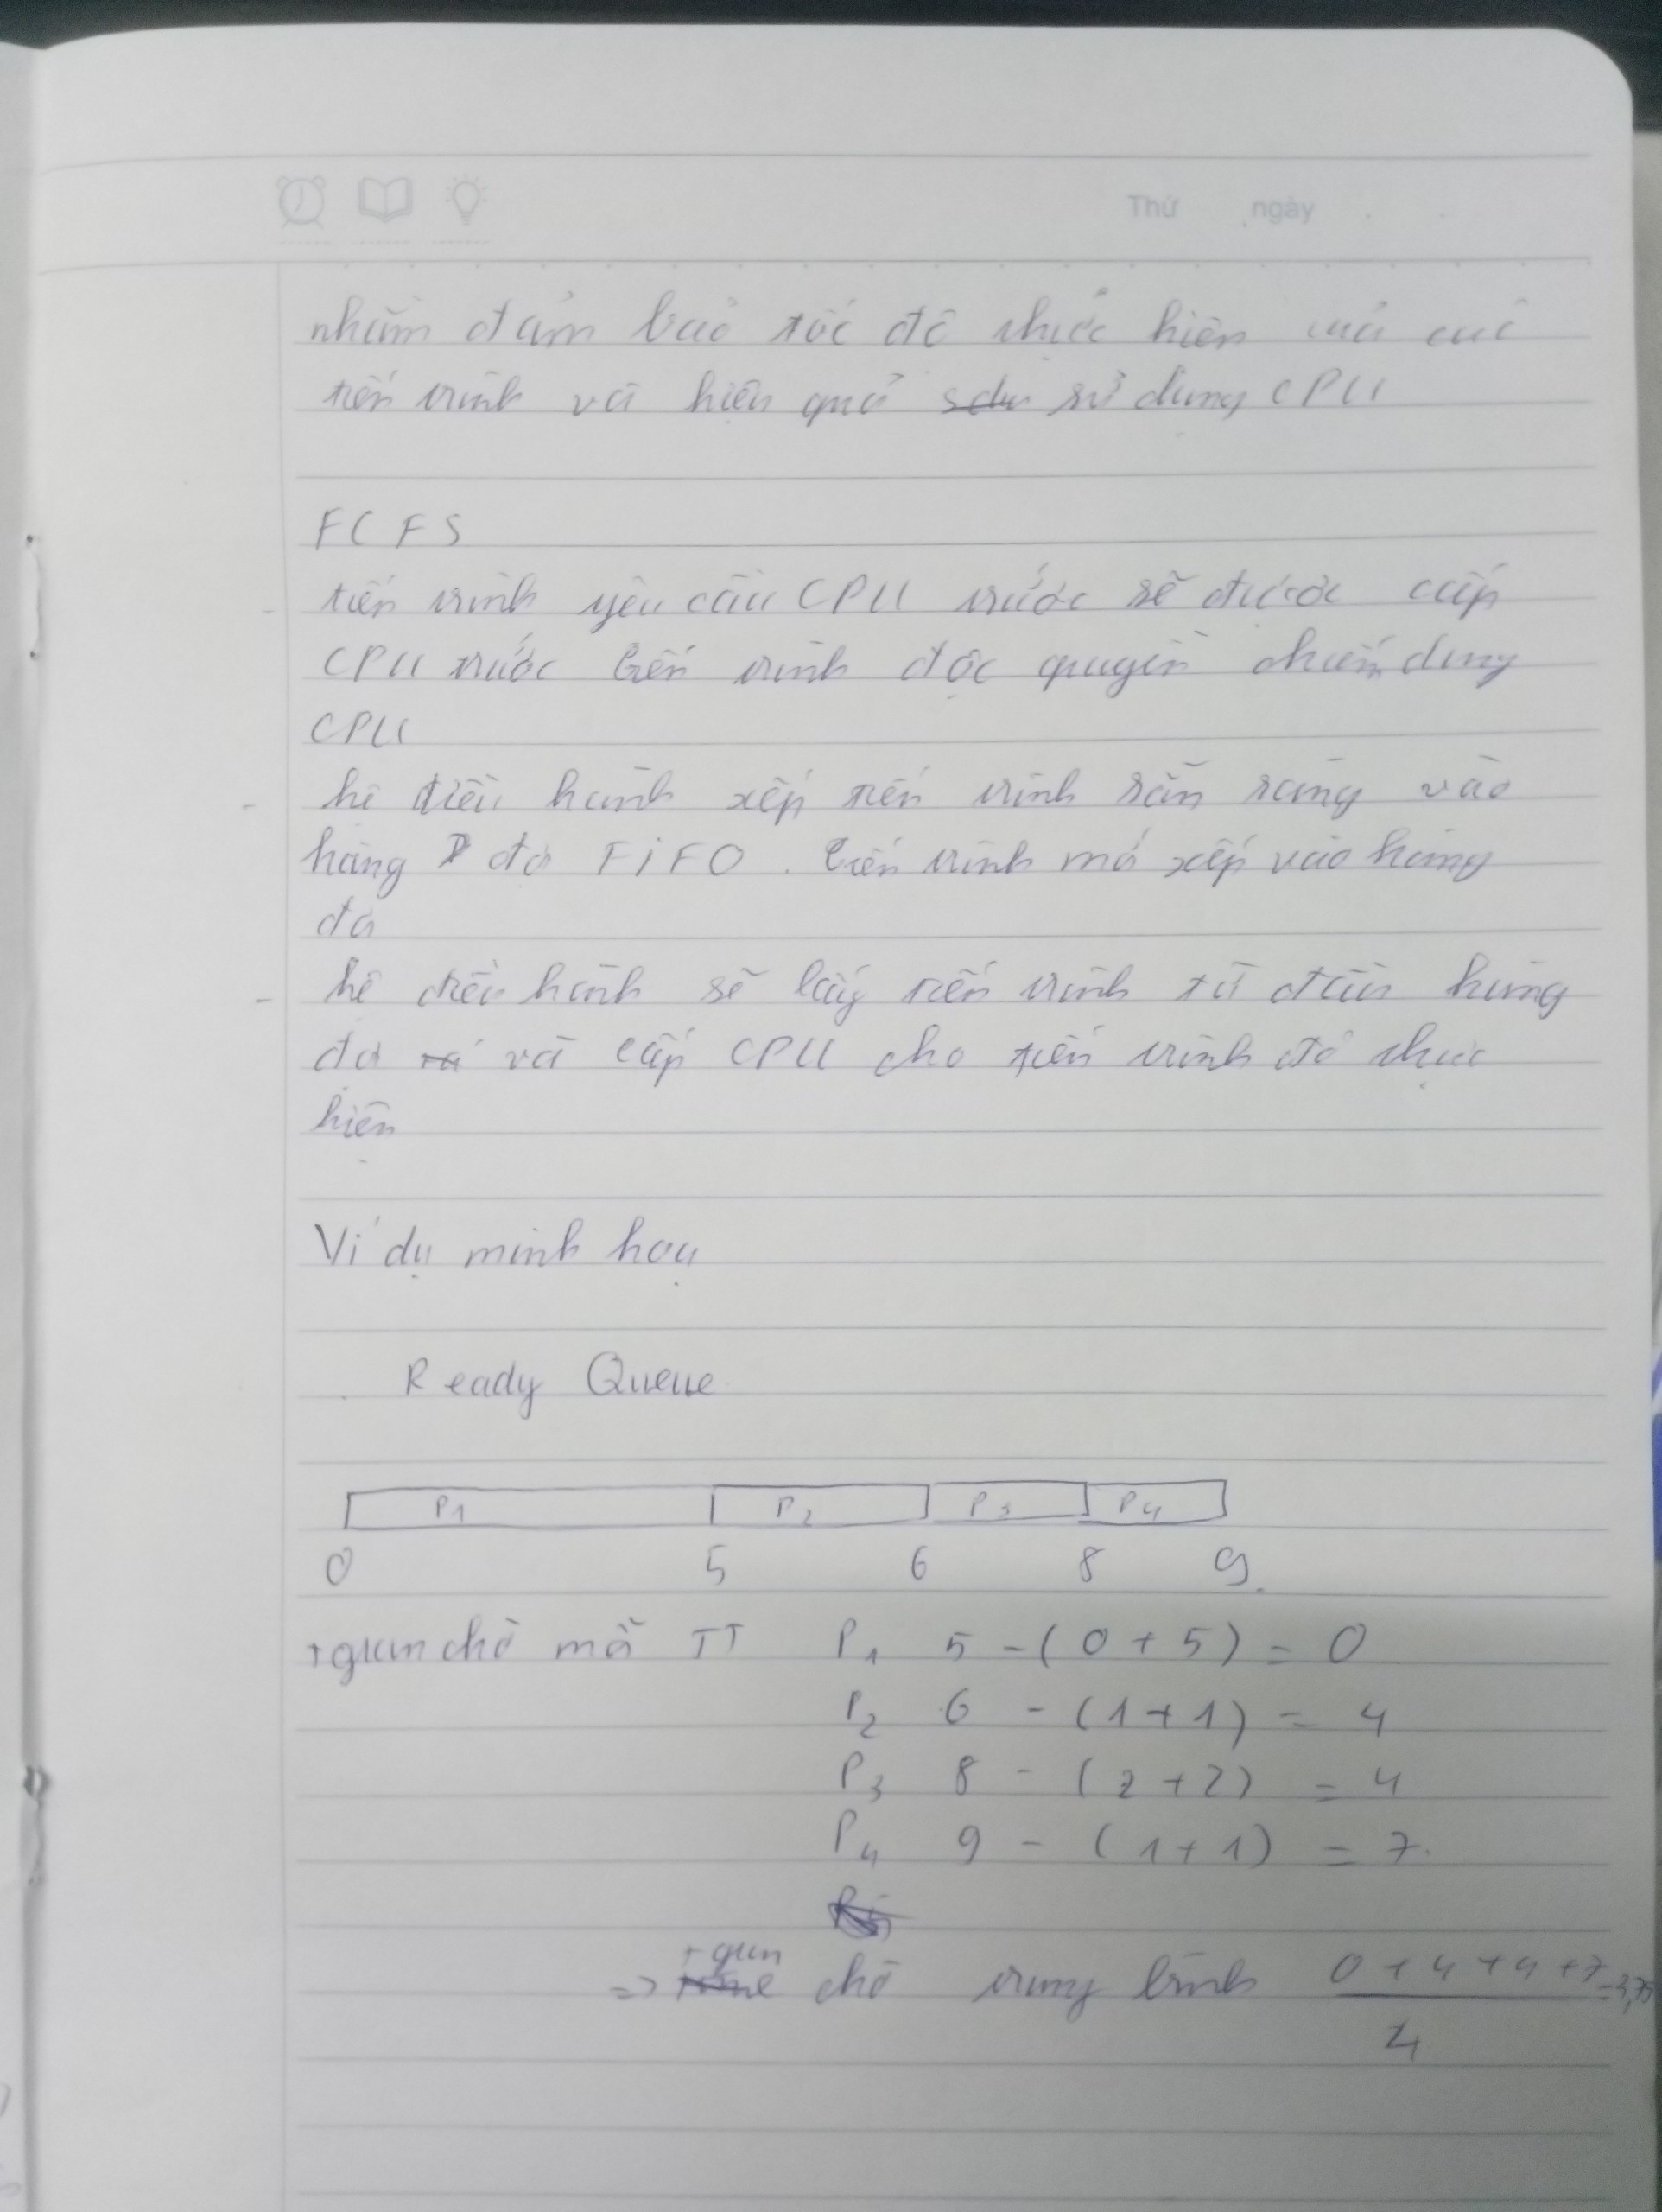 Thứ ngày
nhằm đảm bảo tốc độ thực hiện của các
tiến trình và hiệu quả sử dụng CPU
FCFS
- tiến trình yêu cầu CPU trước sẽ được cấp
CPU trước tiến trình độc quyền chiếm dụng
CPU
- hệ điều hành xếp tiến trình sẵn sàng vào
hàng đợi FiFO. tiến trình mới xếp vào hàng
đợi
- hệ điều hành sẽ lấy tiến trình từ đầu hàng
đợi và cấp CPU cho tiến trình đó thực
hiện
Ví dụ minh hoạ
Ready Queue
P1 P2 P3 P4
0 5 6 8 9
tgian chờ mỗi TT P1 5 - (0 + 5) = 0
P2 6 - (1 + 1) = 4
P3 8 - (2 + 2) = 4
P4 9 - (1 + 1) = 7
=> tgian chờ trung bình 0 + 4 + 4 + 7 = 3,75
4